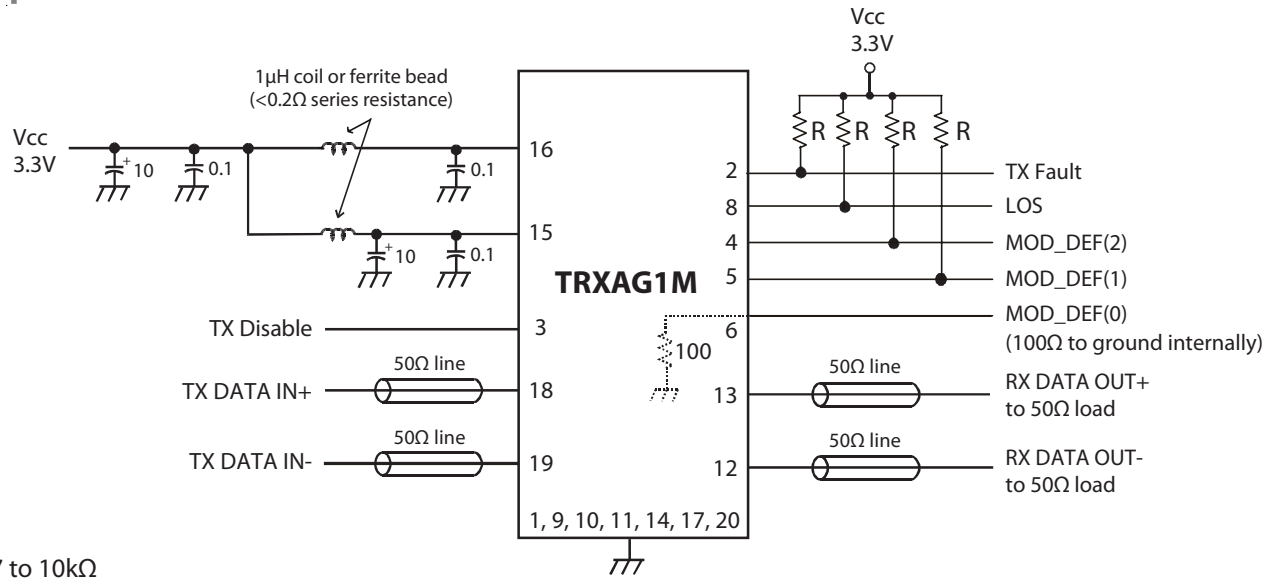 Vcc
3.3V
1µH coil or ferrite bead
(<0.2Ω series resistance)
Vcc
3.3V
+
10
0.1
0.1
+
10
0.1
16
15
TRXAG1M
R
R
R
R
2
TX Fault
8
LOS
4
MOD_DEF(2)
5
MOD_DEF(1)
6
MOD_DEF(0)
(100Ω to ground internally)
100
TX Disable
3
TX DATA IN+
50Ω line
18
TX DATA IN-
50Ω line
19
13
50Ω line
RX DATA OUT+
to 50Ω load
12
50Ω line
RX DATA OUT-
to 50Ω load
1, 9, 10, 11, 14, 17, 20
to 10kΩ